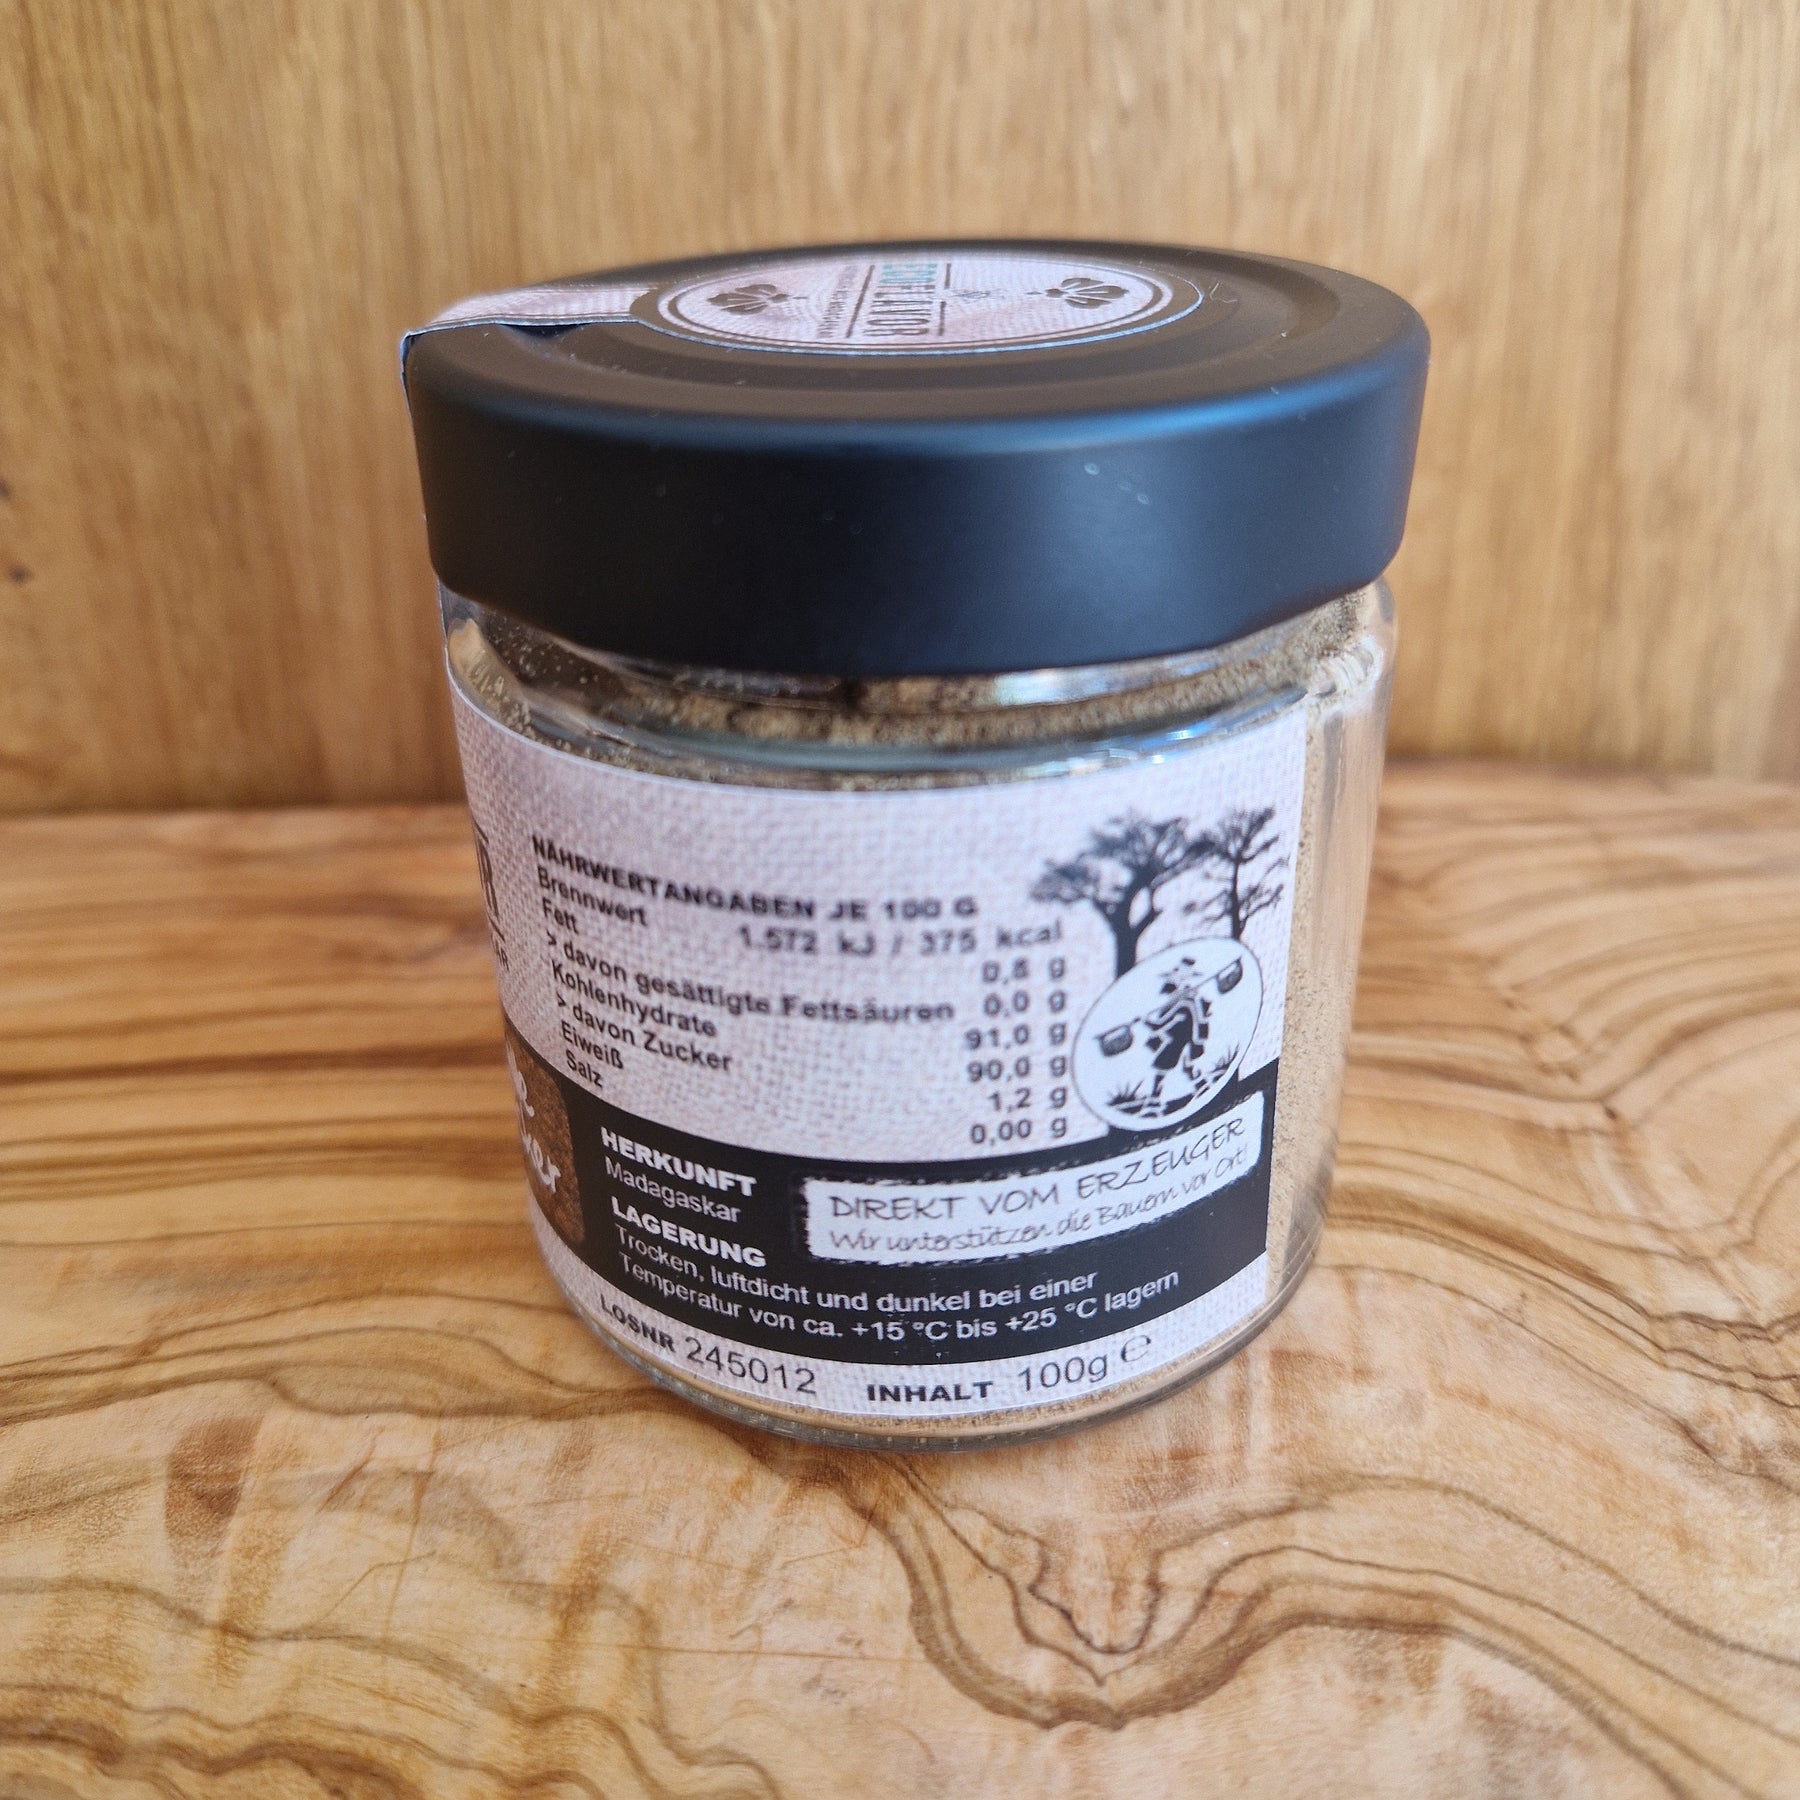 NÄHRWERTANGABEN JE 100 G
Brennwert 1.572 kJ / 375 kcal
Fett 0,8 g
> davon gesättigte Fettsäuren 0,0 g
Kohlenhydrate 91,0 g
> davon Zucker 90,0 g
Eiweiß 1,2 g
Salz 0,00 g
HERKUNFT
Madagaskar
DIREKT VOM ERZEUGER
Wir unterstützen die Bauern vor Ort!
LAGERUNG
Trocken, luftdicht und dunkel bei einer
Temperatur von ca. +15 °C bis +25 °C lagern
LOSNR 245012 INHALT 100g ℮